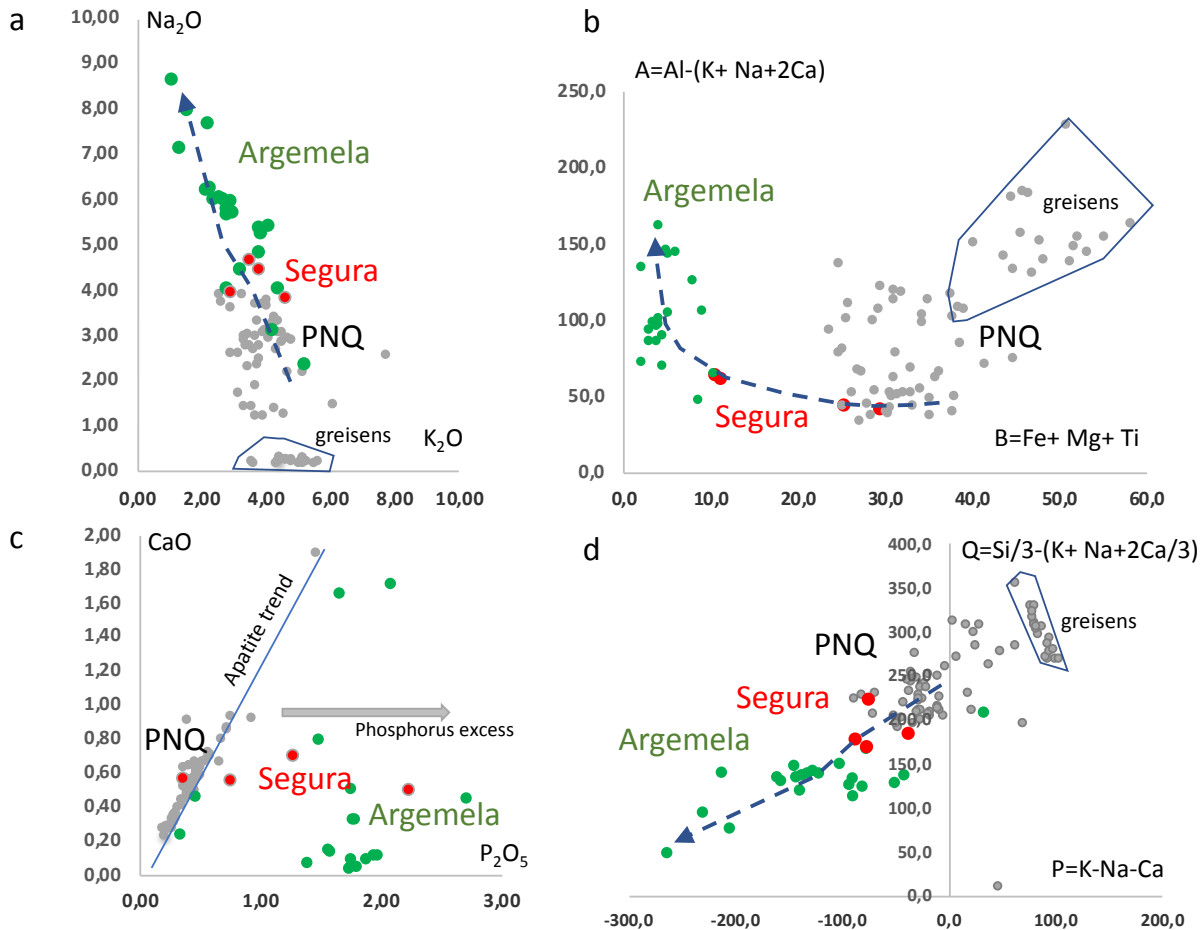 a
Na2O
10,00
9,00
8,00
7,00
6,00
5,00
4,00
3,00
2,00
1,00
0,00
Argemela
Segura
PNQ
greisens
K2O
0,00 2,00 4,00 6,00 8,00 10,00
b
A=Al-(K+ Na+2Ca)
250,0
200,0
150,0
100,0
50,0
0,0
Argemela
greisens
PNQ
Segura
B=Fe+ Mg+ Ti
0,0 10,0 20,0 30,0 40,0 50,0 60,0
c
CaO
2,00
1,80
1,60
1,40
1,20
1,00
0,80
0,60
0,40
0,20
0,00
Apatite trend
PNQ
Phosphorus excess
Segura
Argemela
P2O5
0,00 1,00 2,00 3,00
d
400,0
350,0
300,0
250,0
200,0
150,0
100,0
50,0
0,0
Q=Si/3-(K+ Na+2Ca/3)
greisens
PNQ
Segura
Argemela
P=K-Na-Ca
-300,0 -200,0 -100,0 0,0 100,0 200,0